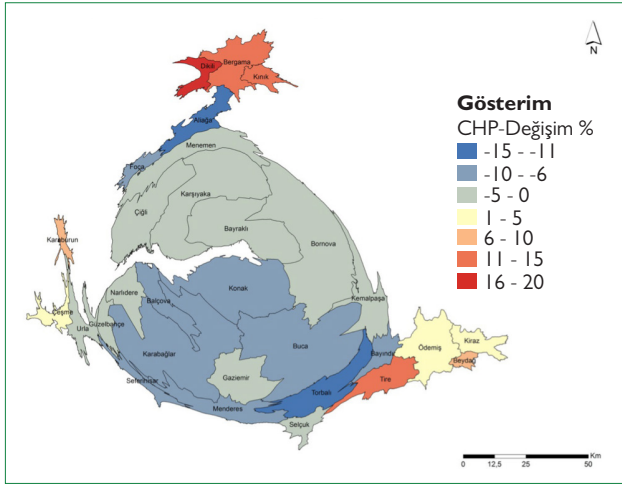 N
Gösterim
CHP-Değişim %
-15 - -11
-10 - -6
-5 - 0
1 - 5
6 - 10
11 - 15
16 - 20
Dikili
Bergama
Kınık
Aliağa
Menemen
Foça
Karşıyaka
Çiğli
Bayraklı
Bornova
Karaburun
Konak
Kemalpaşa
Narlıdere
Balçova
Çeşme
Urla
Güzelbahçe
Buca
Ödemiş
Kiraz
Karabağlar
Bayındır
Beydağ
Gaziemir
Tire
Seferihisar
Torbalı
Menderes
Selçuk
Km
0 12,5 25 50